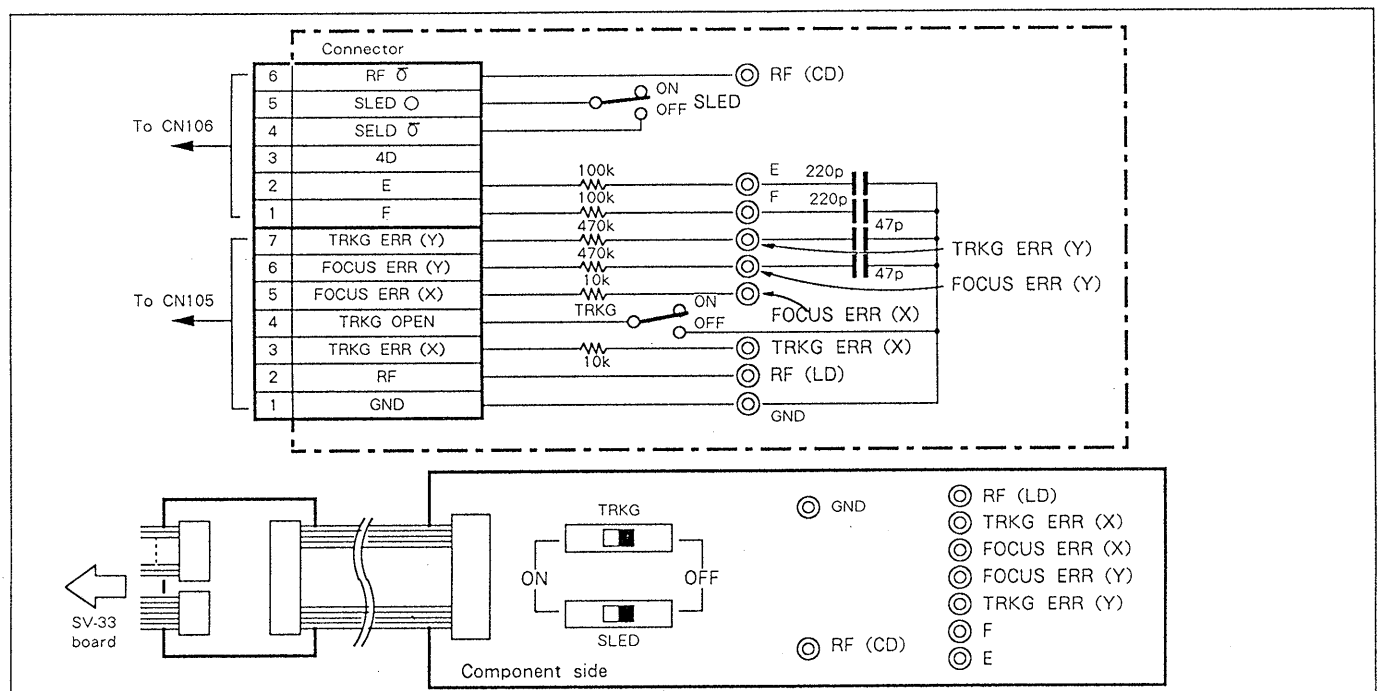 Connector
6 RF ō
5 SLED ○
4 SELD ō
3 4D
2 E
1 F
7 TRKG ERR (Y)
6 FOCUS ERR (Y)
5 FOCUS ERR (X)
4 TRKG OPEN
3 TRKG ERR (X)
2 RF
1 GND
To CN106
To CN105
RF (CD)
ON
OFF
SLED
100k
E
220p
100k
F
220p
470k
47p
TRKG ERR (Y)
470k
47p
FOCUS ERR (Y)
10k
FOCUS ERR (X)
TRKG
ON
OFF
TRKG ERR (X)
10k
RF (LD)
GND
SV-33
board
TRKG
ON
OFF
SLED
Component side
GND
RF (CD)
RF (LD)
TRKG ERR (X)
FOCUS ERR (X)
FOCUS ERR (Y)
TRKG ERR (Y)
F
E